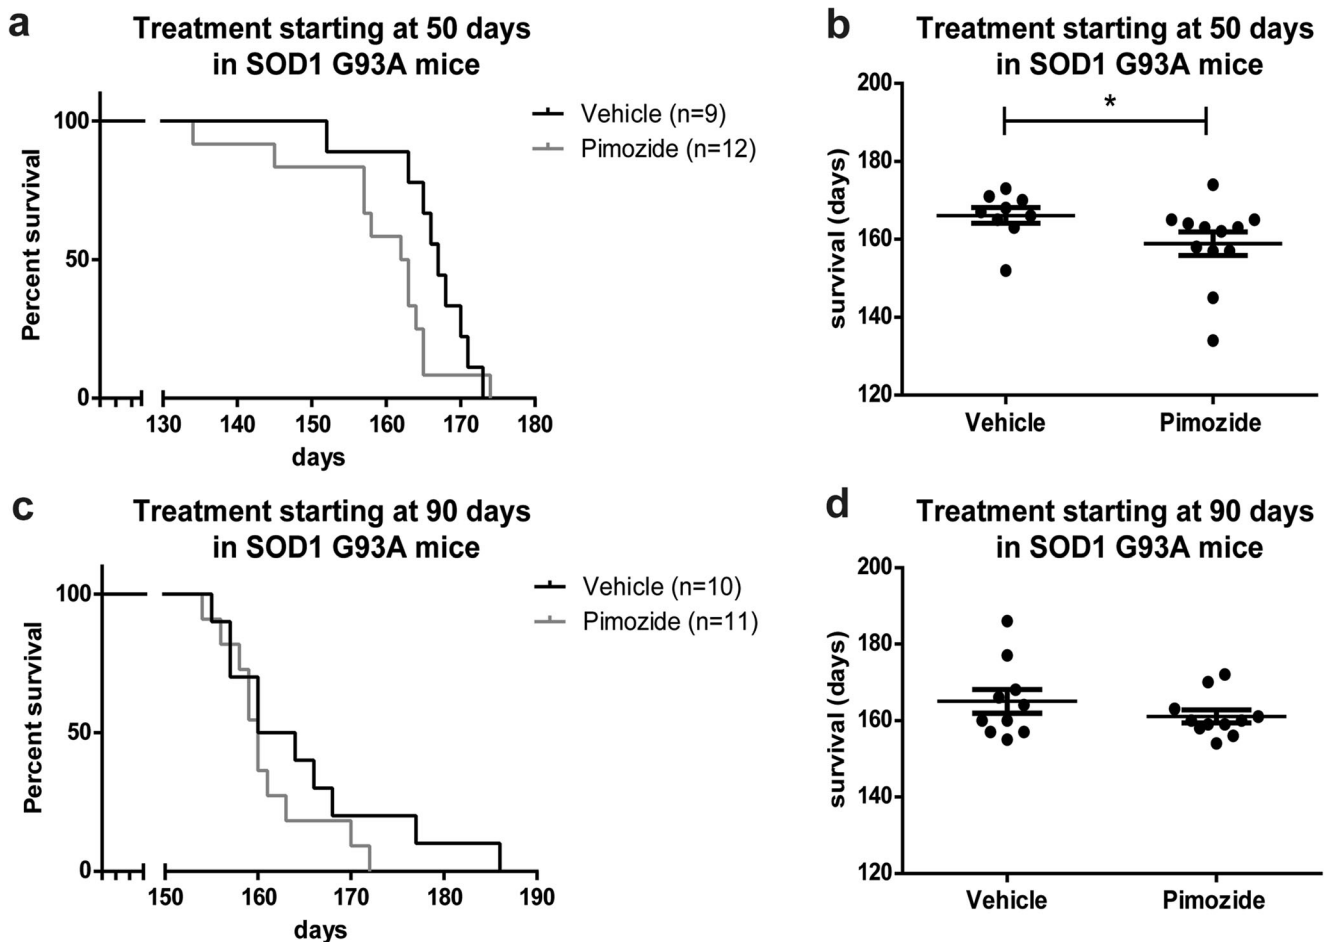 a
Treatment starting at 50 days
in SOD1 G93A mice
Percent survival
100
50
0
130 140 150 160 170 180
days
Vehicle (n=9)
Pimozide (n=12)
b
Treatment starting at 50 days
in SOD1 G93A mice
survival (days)
200
180
160
140
120
*
Vehicle Pimozide
c
Treatment starting at 90 days
in SOD1 G93A mice
Percent survival
100
50
0
150 160 170 180 190
days
Vehicle (n=10)
Pimozide (n=11)
d
Treatment starting at 90 days
in SOD1 G93A mice
survival (days)
200
180
160
140
120
Vehicle Pimozide